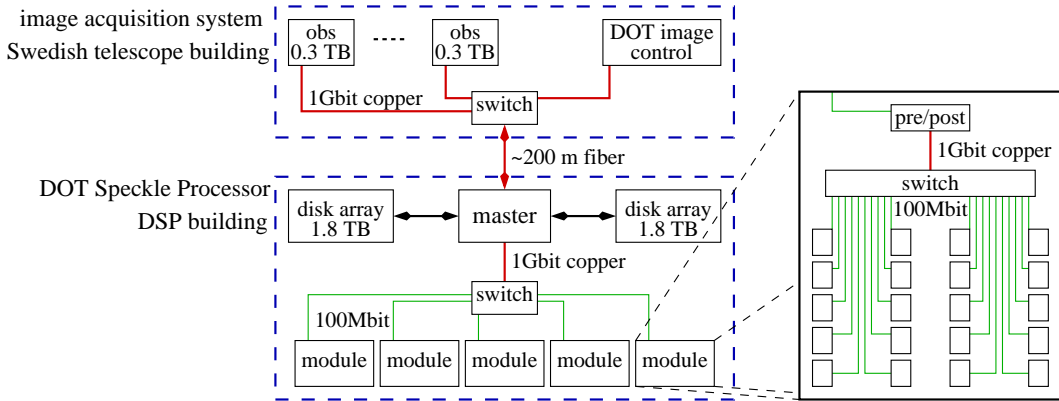 image acquisition system
Swedish telescope building
obs
0.3 TB
obs
0.3 TB
DOT image
control
1Gbit copper
switch
~200 m fiber
DOT Speckle Processor
DSP building
disk array
1.8 TB
master
disk array
1.8 TB
1Gbit copper
switch
100Mbit
module
module
module
module
module
pre/post
1Gbit copper
switch
100Mbit